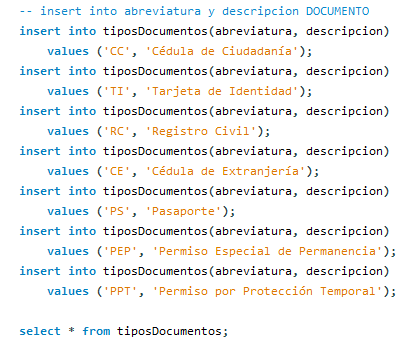 -- insert into abreviatura y descripcion DOCUMENTO
insert into tiposDocumentos(abreviatura, descripcion)
values ('CC', 'Cédula de Ciudadanía');
insert into tiposDocumentos(abreviatura, descripcion)
values ('TI', 'Tarjeta de Identidad');
insert into tiposDocumentos(abreviatura, descripcion)
values ('RC', 'Registro Civil');
insert into tiposDocumentos(abreviatura, descripcion)
values ('CE', 'Cédula de Extranjería');
insert into tiposDocumentos(abreviatura, descripcion)
values ('PS', 'Pasaporte');
insert into tiposDocumentos(abreviatura, descripcion)
values ('PEP', 'Permiso Especial de Permanencia');
insert into tiposDocumentos(abreviatura, descripcion)
values ('PPT', 'Permiso por Protección Temporal');
select * from tiposDocumentos;